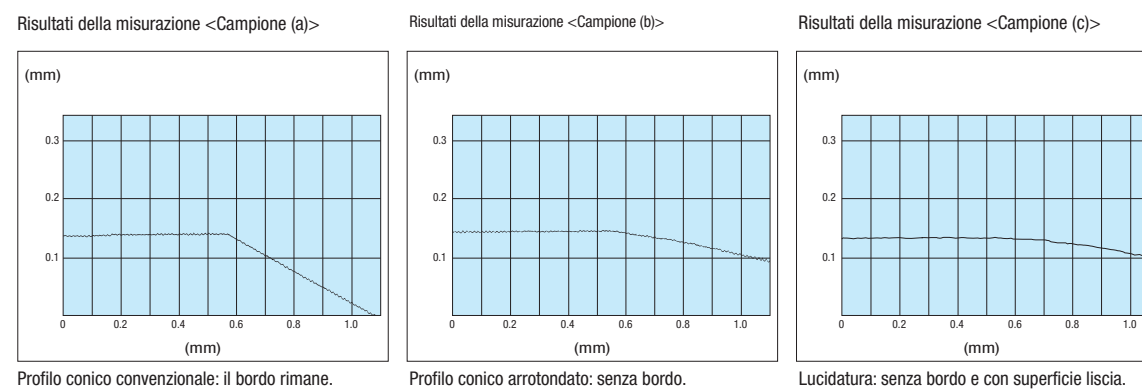 Risultati della misurazione <Campione (a)>
(mm)
0.3
0.2
0.1
0 0.2 0.4 0.6 0.8 1.0
(mm)
Profilo conico convenzionale: il bordo rimane.
Risultati della misurazione <Campione (b)>
(mm)
0.3
0.2
0.1
0 0.2 0.4 0.6 0.8 1.0
(mm)
Profilo conico arrotondato: senza bordo.
Risultati della misurazione <Campione (c)>
(mm)
0.3
0.2
0.1
0 0.2 0.4 0.6 0.8 1.0
(mm)
Lucidatura: senza bordo e con superficie liscia.